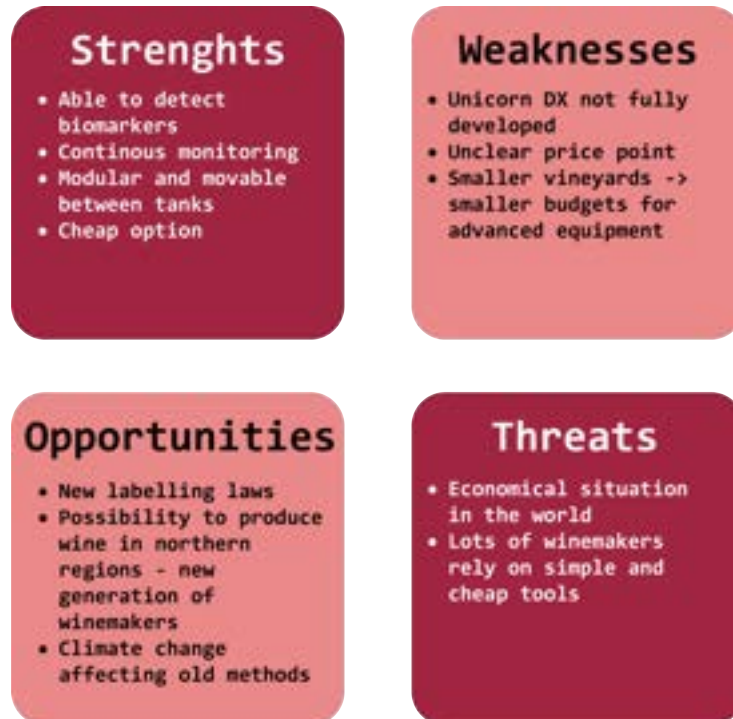 Strenghts
• Able to detect
biomarkers
• Continous monitoring
• Modular and movable
between tanks
• Cheap option
Weaknesses
• Unicorn DX not fully
developed
• Unclear price point
• Smaller vineyards ->
smaller budgets for
advanced equipment
Opportunities
• New labelling laws
• Possibility to produce
wine in northern
regions - new
generation of
winemakers
• Climate change
affecting old methods
Threats
• Economical situation
in the world
• Lots of winemakers
rely on simple and
cheap tools